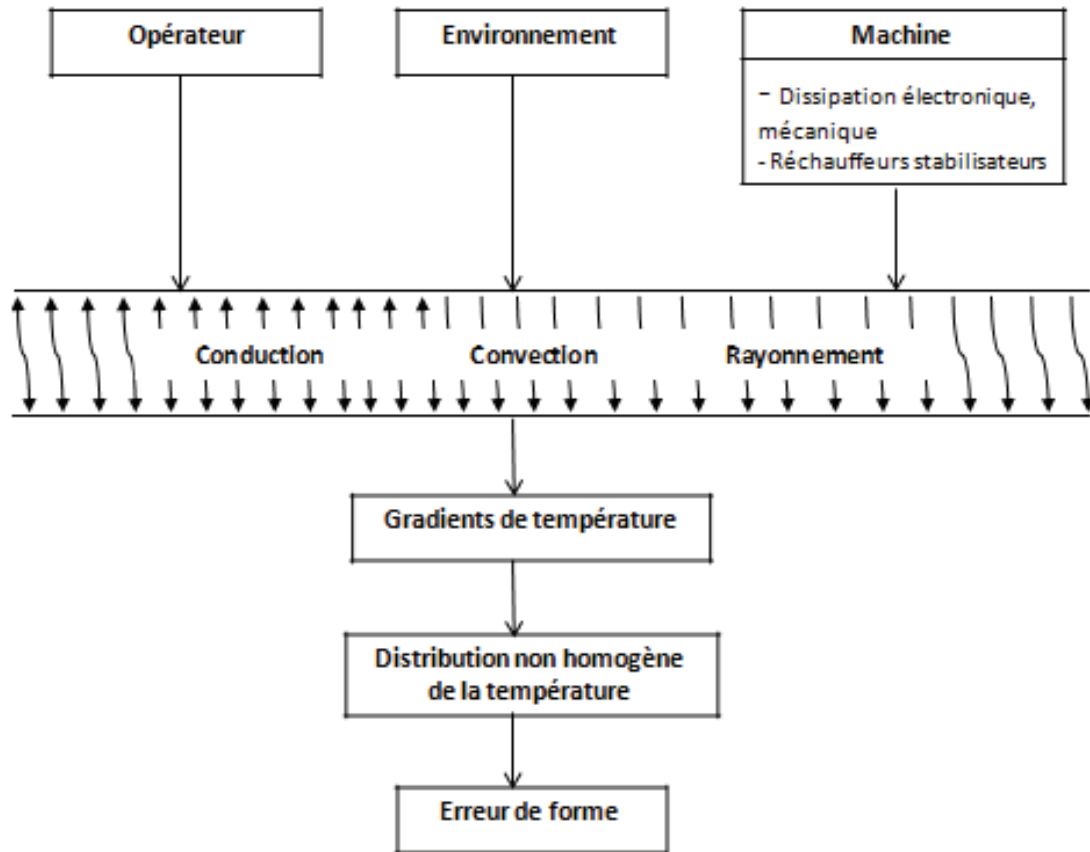 Opérateur
Environnement
Machine
- Dissipation électronique,
mécanique
- Réchauffeurs stabilisateurs
Conduction
Convection
Rayonnement
Gradients de température
Distribution non homogène
de la température
Erreur de forme